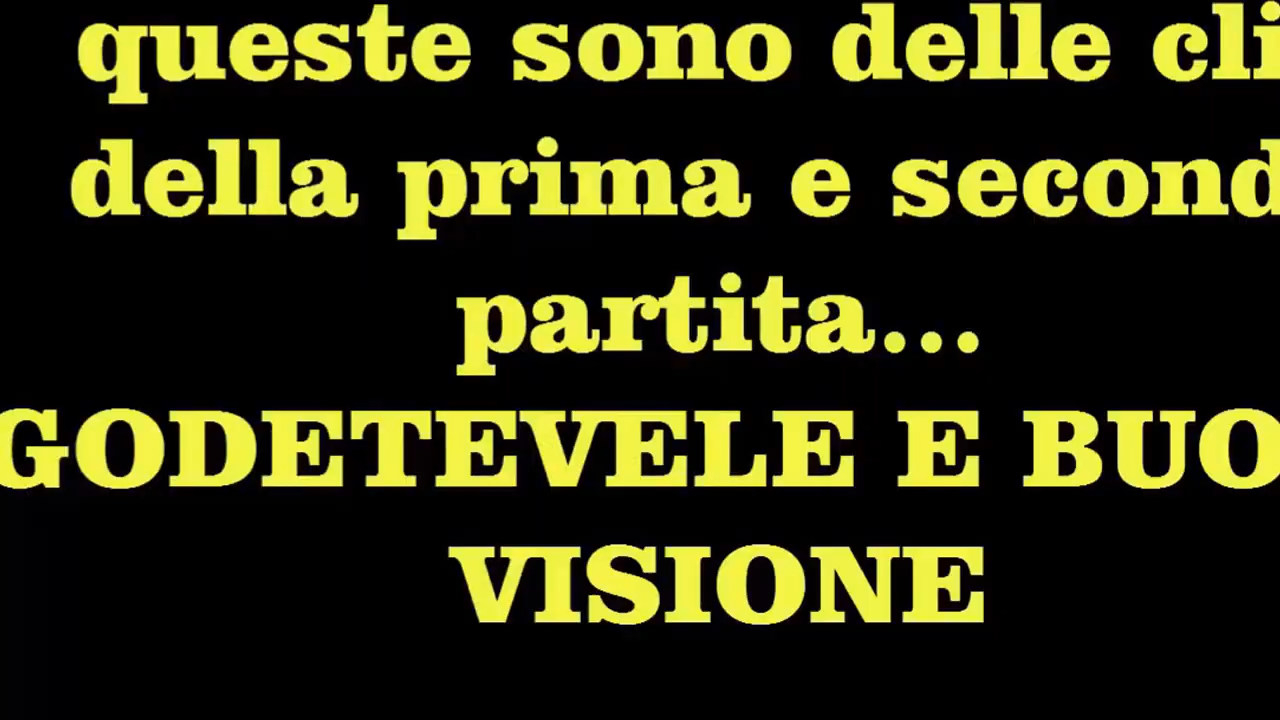 queste sono delle cli
della prima e second
partita...
GODETEVELE E BUO
VISIONE